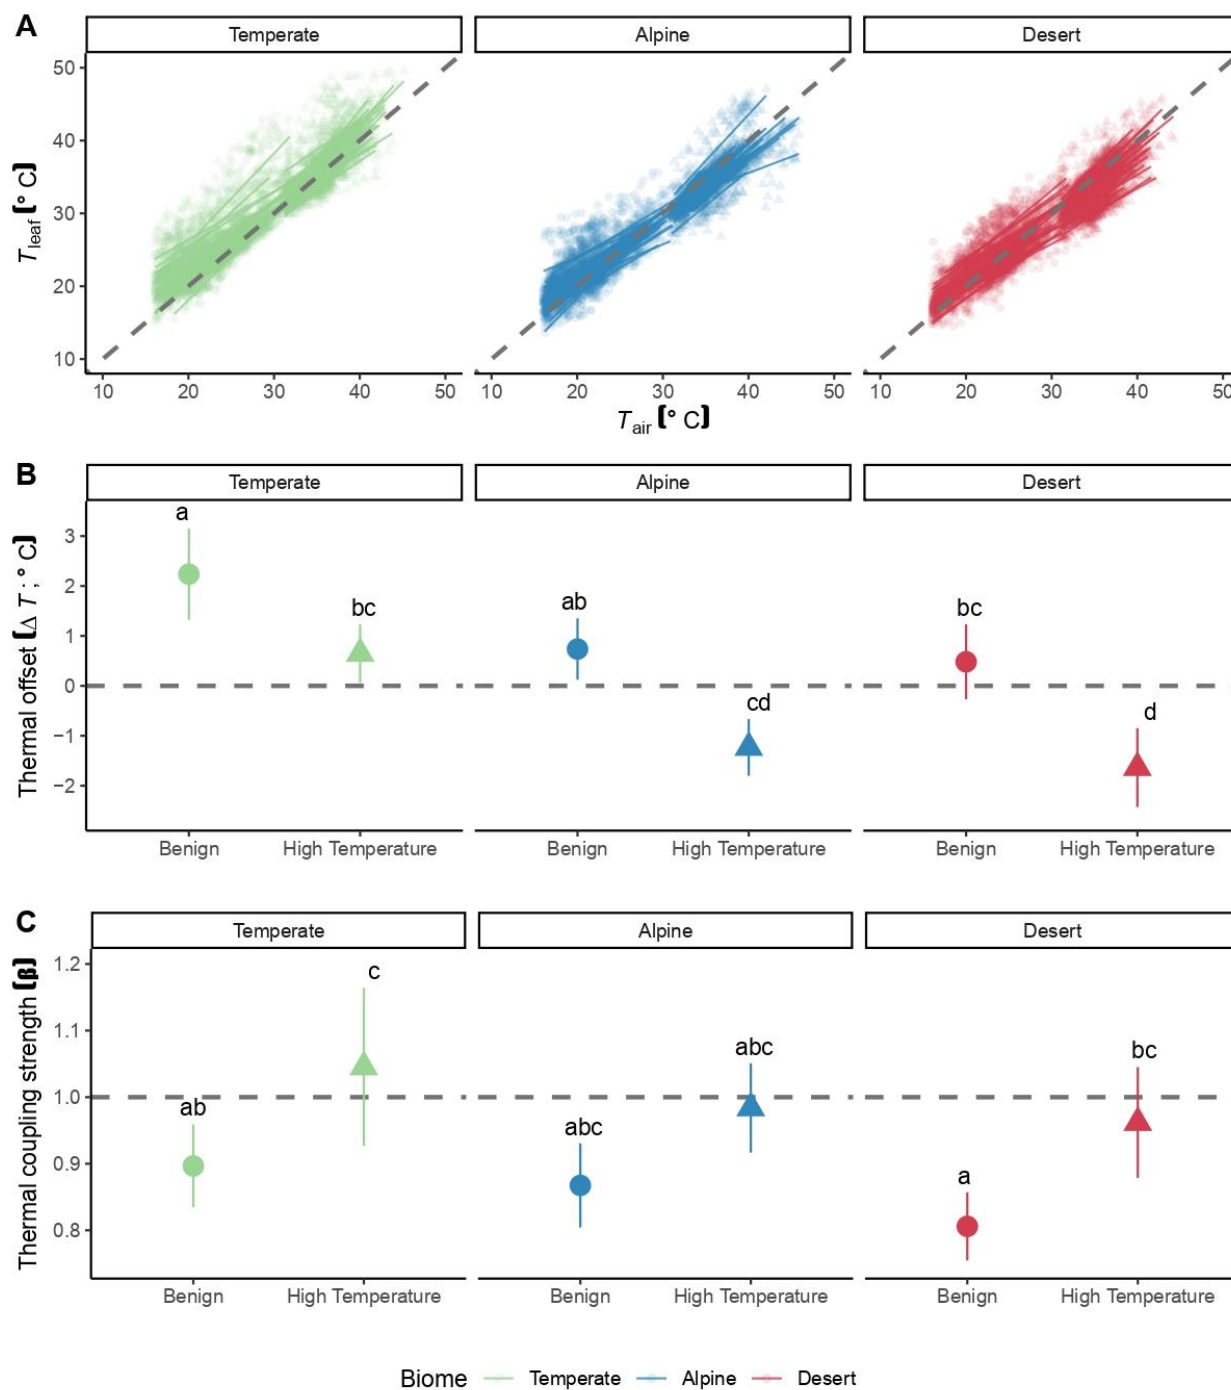 A
Temperate Alpine Desert
50
40
30
20
10
T leaf (° C)
10 20 30 40 50 10 20 30 40 50 10 20 30 40 50
T air (° C)
B
Temperate Alpine Desert
3
2
1
0
−1
−2
Thermal offset (Δ T ; ° C)
a bc ab cd bc d
Benign High Temperature Benign High Temperature Benign High Temperature
C
Temperate Alpine Desert
1.2
1.1
1.0
0.9
0.8
Thermal coupling strength (β)
ab c abc abc a bc
Benign High Temperature Benign High Temperature Benign High Temperature
Biome Temperate Alpine Desert